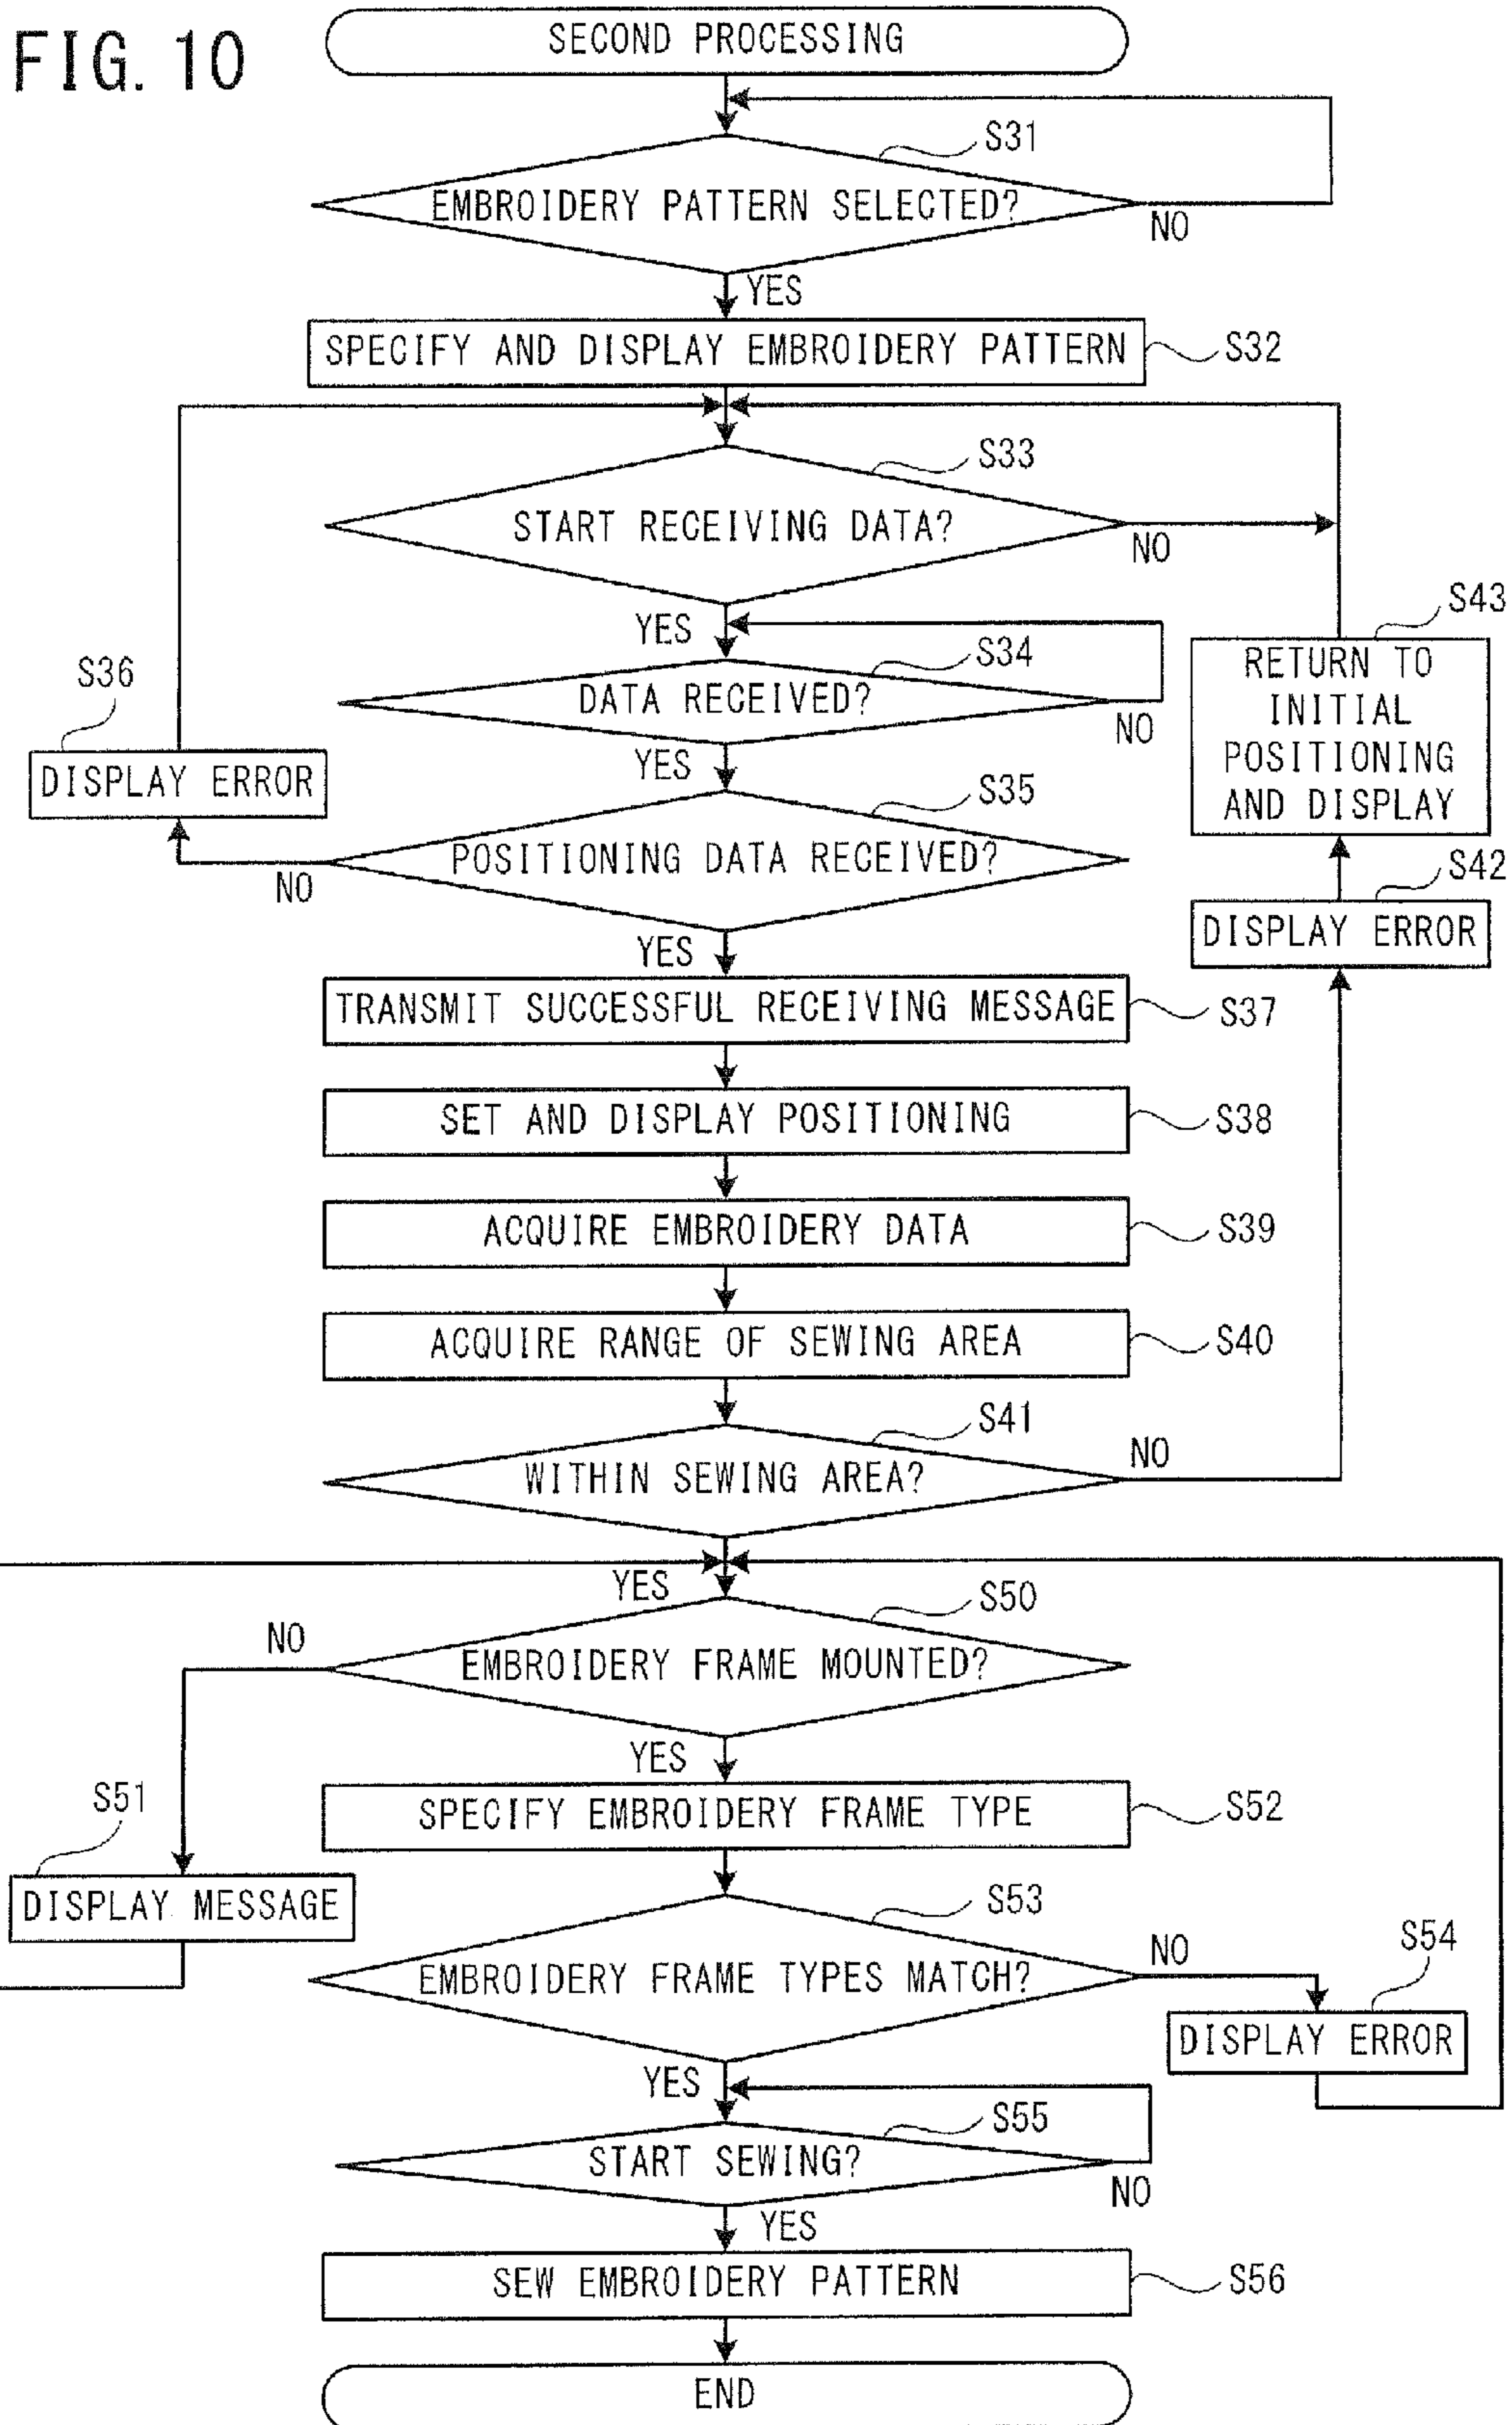 FIG. 10
SECOND PROCESSING
S31
EMBROIDERY PATTERN SELECTED?
NO
YES
SPECIFY AND DISPLAY EMBROIDERY PATTERN
S32
S33
START RECEIVING DATA?
NO
YES
S34
DATA RECEIVED?
NO
YES
S43
RETURN TO
INITIAL
POSITIONING
AND DISPLAY
S36
DISPLAY ERROR
S35
POSITIONING DATA RECEIVED?
NO
YES
S42
DISPLAY ERROR
TRANSMIT SUCCESSFUL RECEIVING MESSAGE
S37
SET AND DISPLAY POSITIONING
S38
ACQUIRE EMBROIDERY DATA
S39
ACQUIRE RANGE OF SEWING AREA
S40
S41
WITHIN SEWING AREA?
NO
YES
S50
EMBROIDERY FRAME MOUNTED?
NO
YES
S51
DISPLAY MESSAGE
SPECIFY EMBROIDERY FRAME TYPE
S52
S53
EMBROIDERY FRAME TYPES MATCH?
NO
S54
DISPLAY ERROR
YES
S55
START SEWING?
NO
YES
SEW EMBROIDERY PATTERN
S56
END